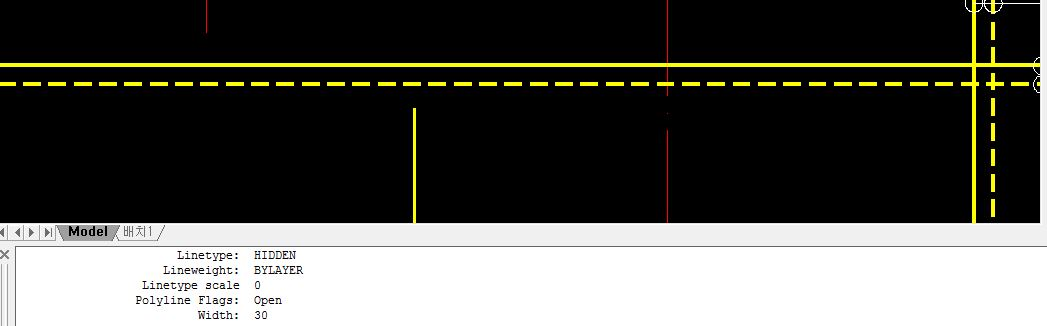 Model 배치1
Linetype: HIDDEN
Lineweight: BYLAYER
Linetype scale 0
Polyline Flags: Open
Width: 30